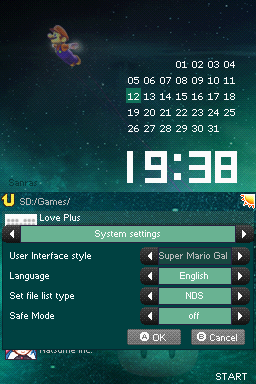 01 02 03 04
05 06 07 08 09 10 11
12 13 14 15 16 17 18
19 20 21 22 23 24 25
26 27 28 29 30 31
19:38
U SD:/Games/
Love Plus
System settings
User Interface style Super Mario Gal
Language English
Set file list type NDS
Safe Mode off
A OK B Cancel
Natsume Inc.
START